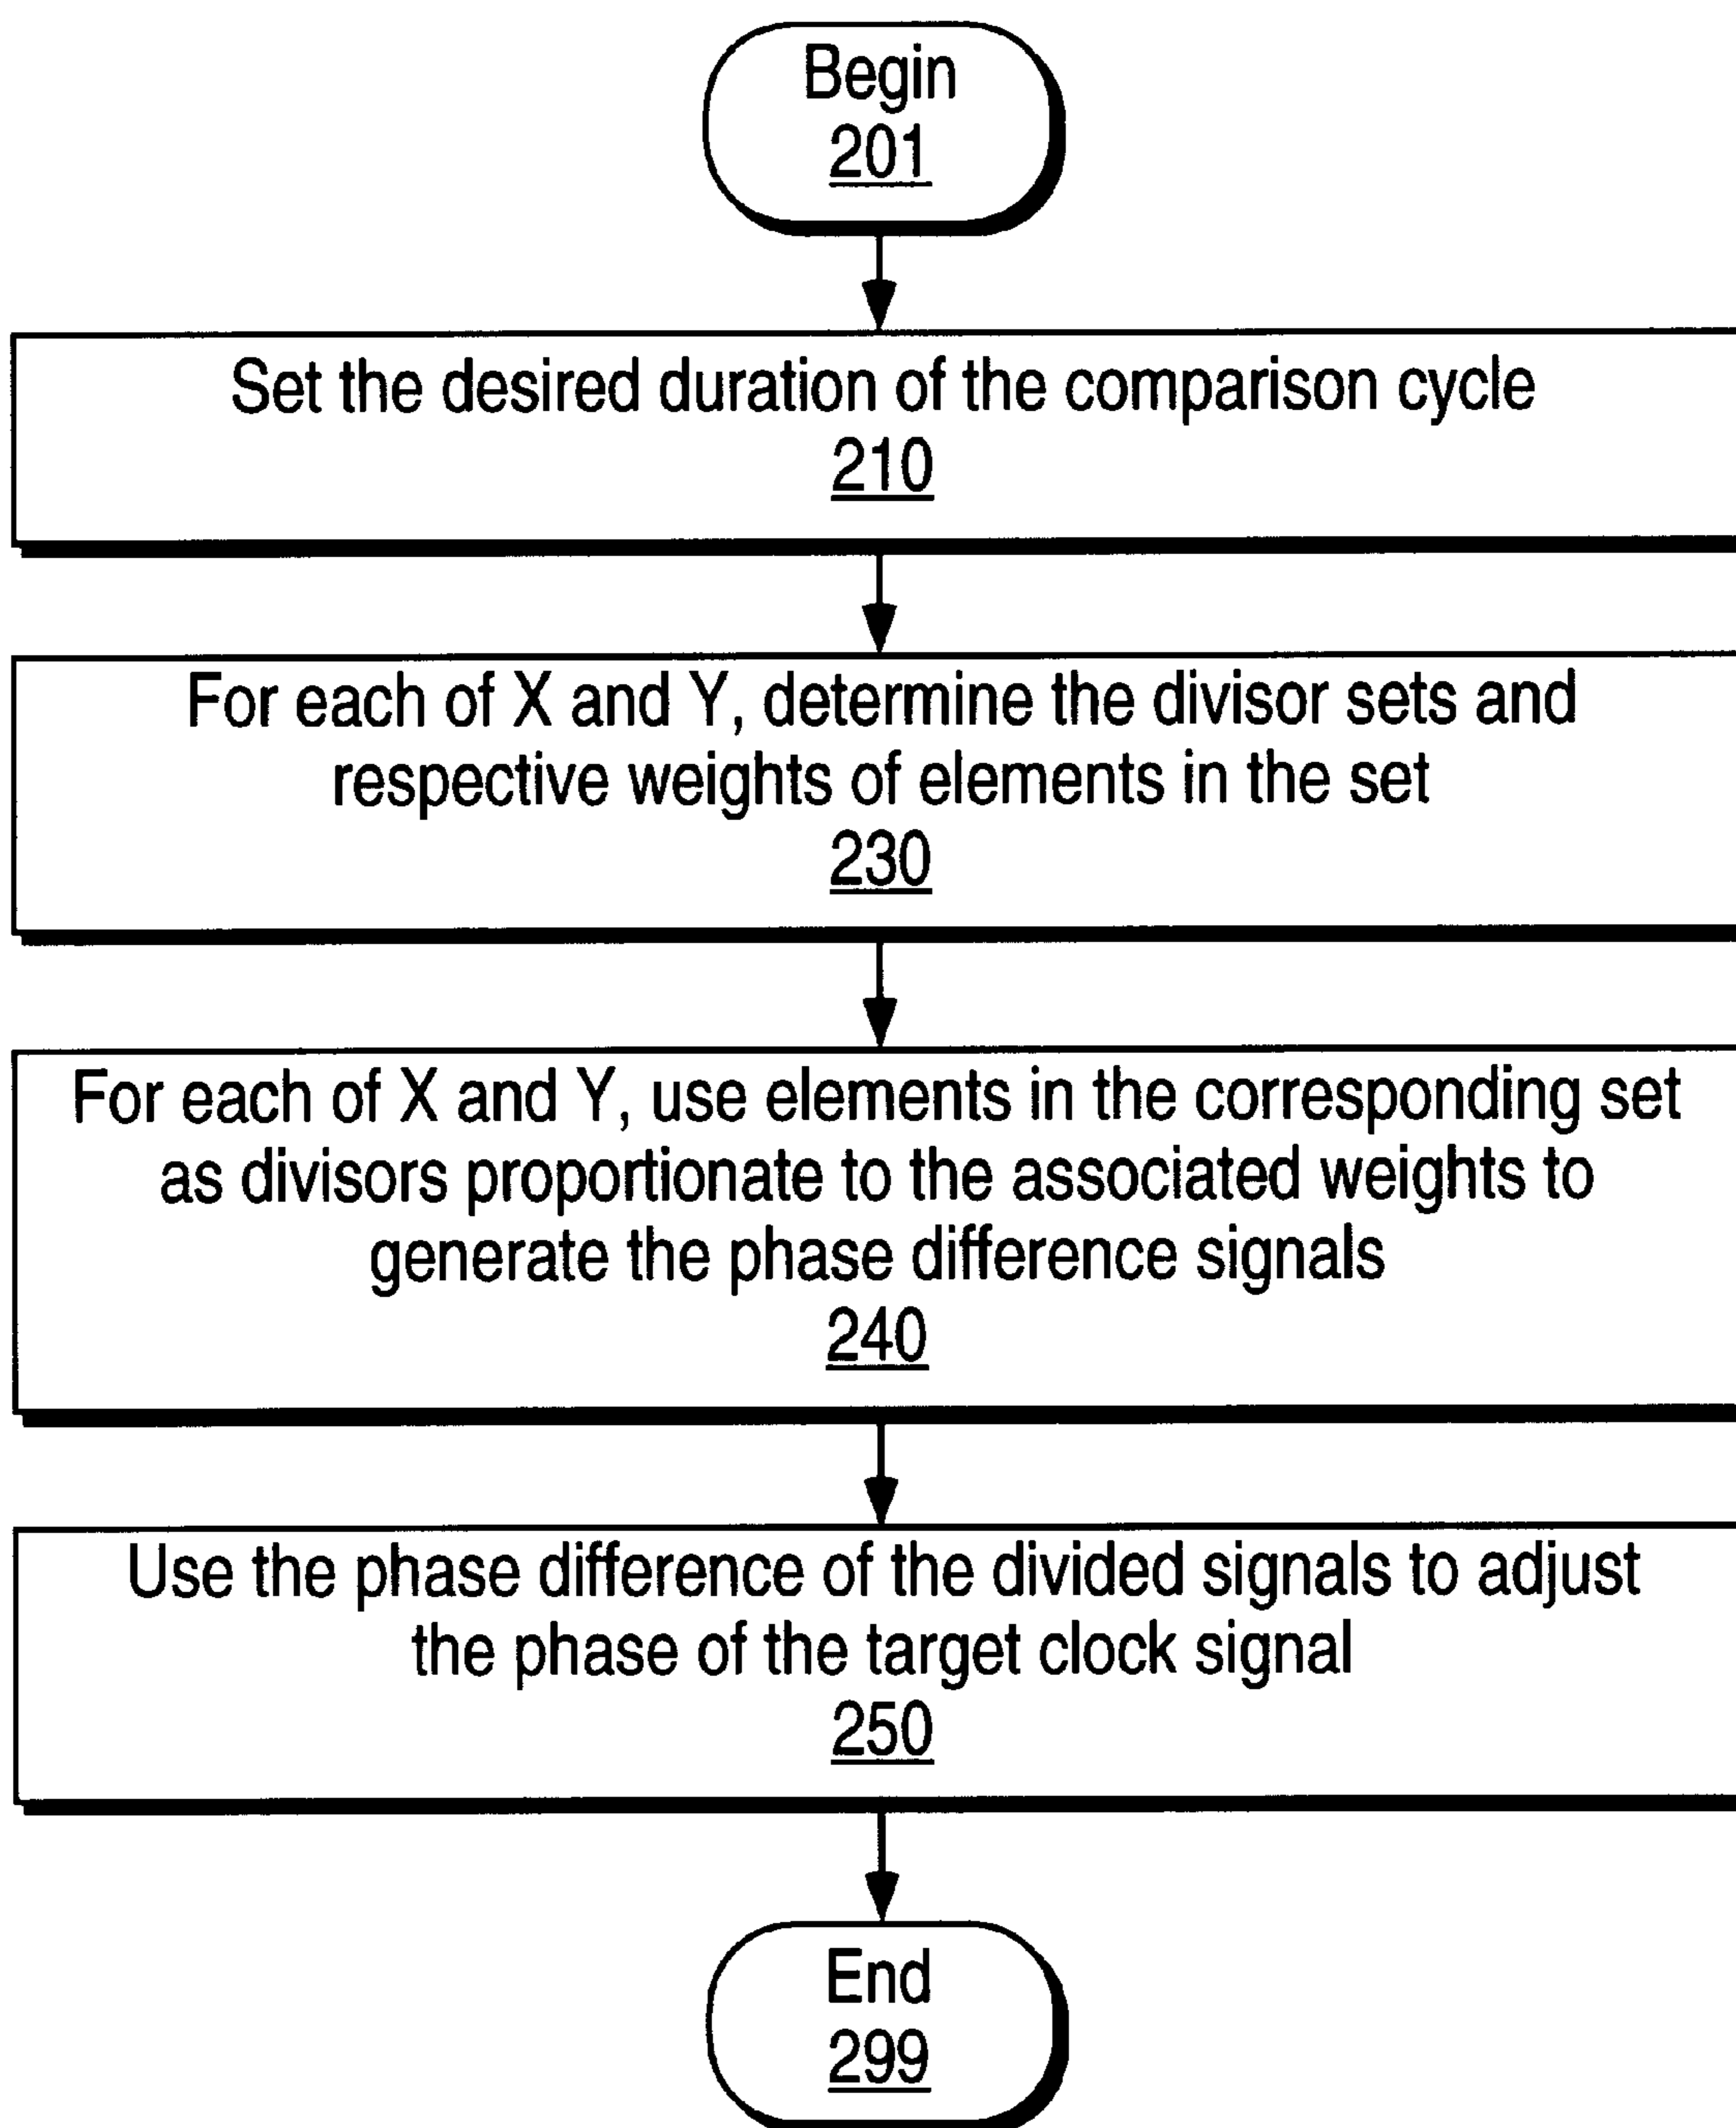 Begin
201
Set the desired duration of the comparison cycle
210
For each of X and Y, determine the divisor sets and
respective weights of elements in the set
230
For each of X and Y, use elements in the corresponding set
as divisors proportionate to the associated weights to
generate the phase difference signals
240
Use the phase difference of the divided signals to adjust
the phase of the target clock signal
250
End
299